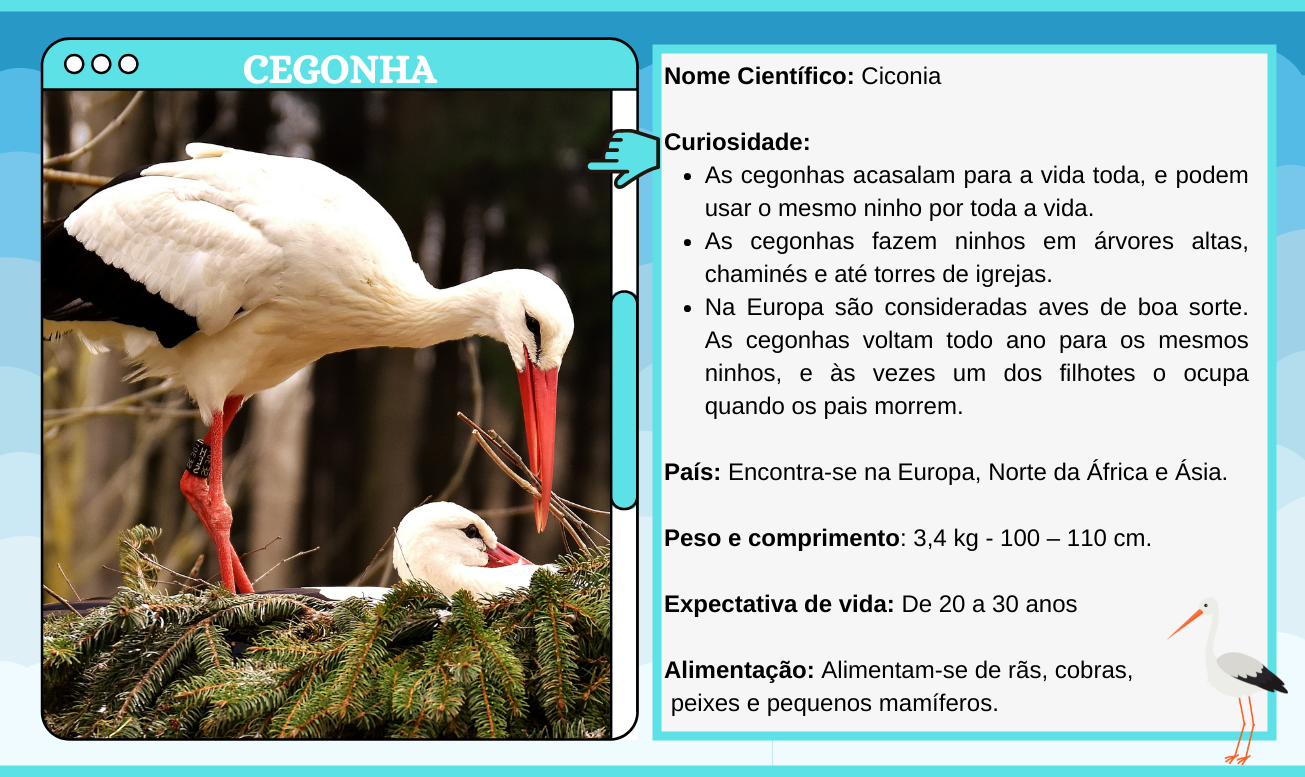 CEGONHA
Nome Científico: Ciconia
Curiosidade:
• As cegonhas acasalam para a vida toda, e podem
usar o mesmo ninho por toda a vida.
• As cegonhas fazem ninhos em árvores altas,
chaminés e até torres de igrejas.
• Na Europa são consideradas aves de boa sorte.
As cegonhas voltam todo ano para os mesmos
ninhos, e às vezes um dos filhotes o ocupa
quando os pais morrem.
País: Encontra-se na Europa, Norte da África e Ásia.
Peso e comprimento: 3,4 kg - 100 – 110 cm.
Expectativa de vida: De 20 a 30 anos
Alimentação: Alimentam-se de rãs, cobras,
peixes e pequenos mamíferos.